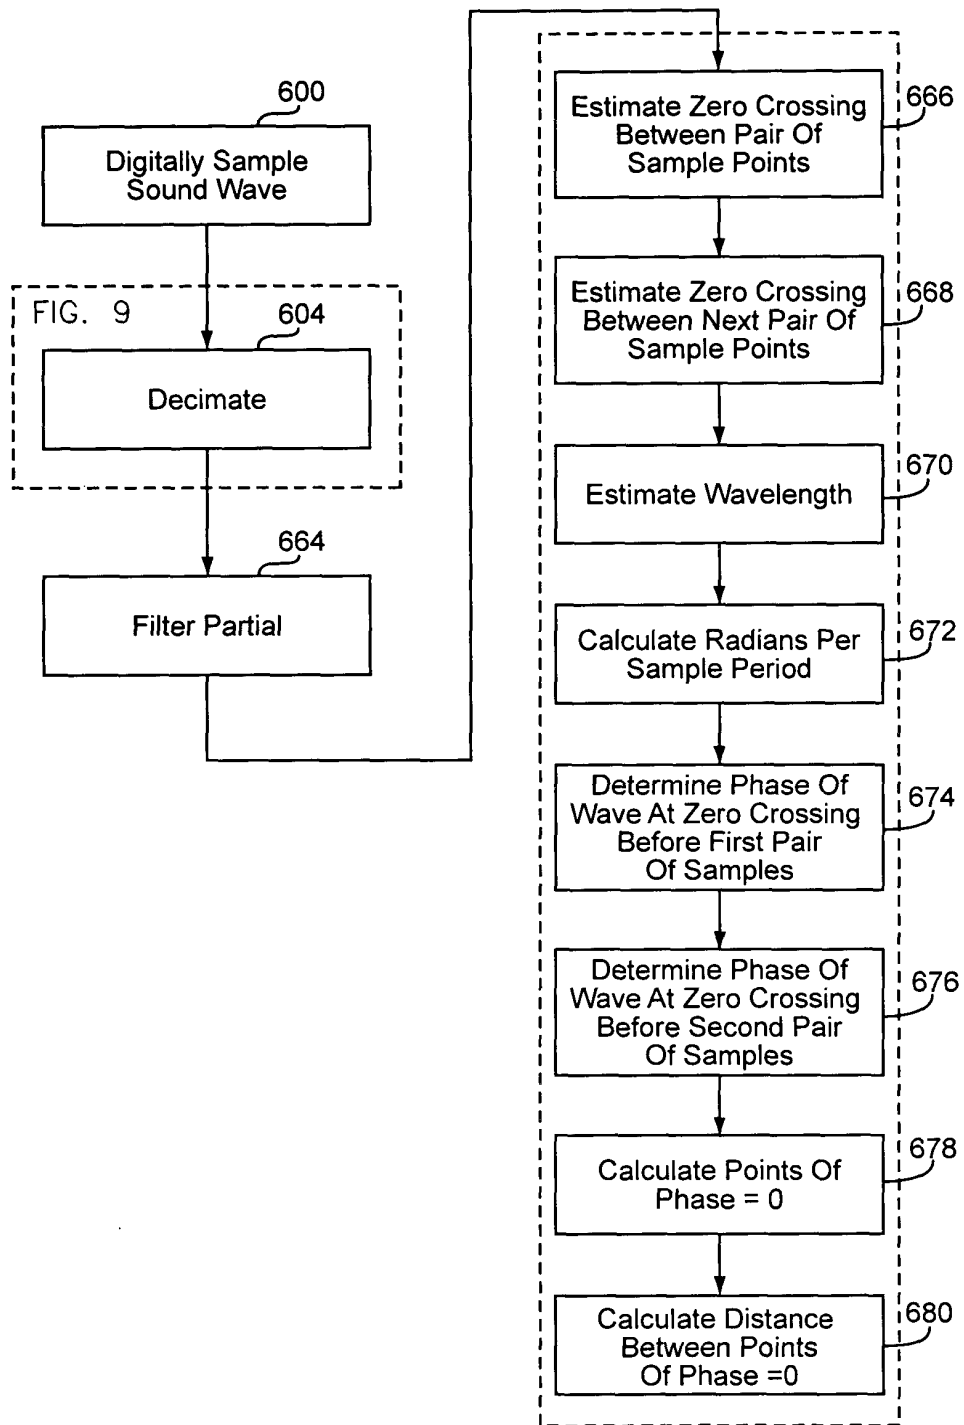 600
Digitally Sample
Sound Wave
FIG. 9
604
Decimate
664
Filter Partial
Estimate Zero Crossing
Between Pair Of
Sample Points
666
Estimate Zero Crossing
Between Next Pair Of
Sample Points
668
Estimate Wavelength
670
Calculate Radians Per
Sample Period
672
Determine Phase Of
Wave At Zero Crossing
Before First Pair
Of Samples
674
Determine Phase Of
Wave At Zero Crossing
Before Second Pair
Of Samples
676
Calculate Points Of
Phase = 0
678
Calculate Distance
Between Points
Of Phase =0
680